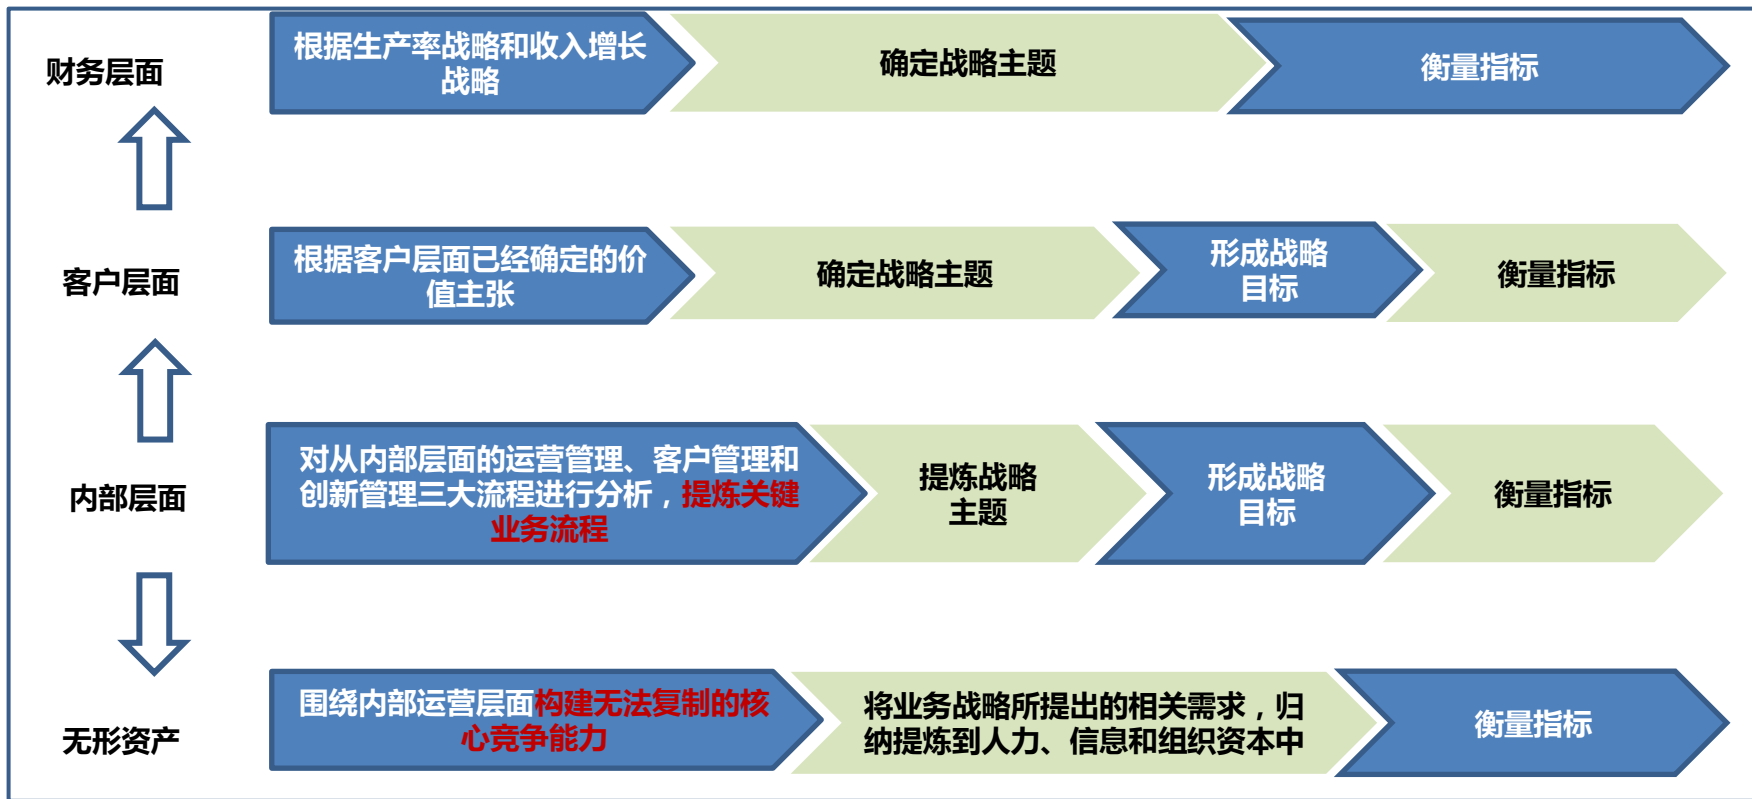 财务层面
根据生产率战略和收入增长
战略
确定战略主题
衡量指标
客户层面
根据客户层面已经确定的价
值主张
确定战略主题
形成战略
目标
衡量指标
内部层面
对从内部层面的运营管理、客户管理和
创新管理三大流程进行分析，提炼关键
业务流程
提炼战略
主题
形成战略
目标
衡量指标
无形资产
围绕内部运营层面构建无法复制的核
心竞争能力
将业务战略所提出的相关需求，归
纳提炼到人力、信息和组织资本中
衡量指标